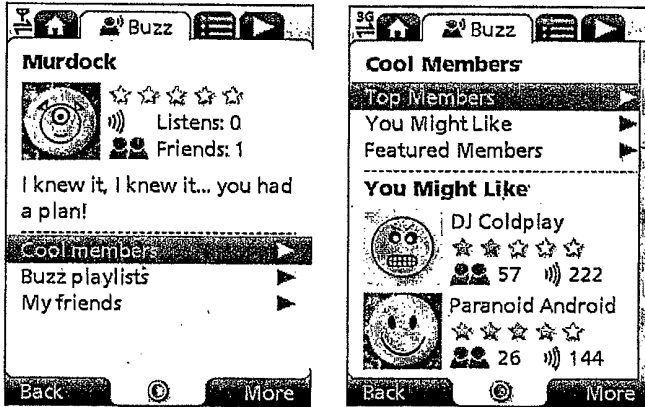 Buzz
Murdock
Listens: 0
Friends: 1
I knew it, I knew it... you had
a plan!
Cool members
Buzz playlists
My friends
Back
More
3G
Buzz
Cool Members
Top Members
You Might Like
Featured Members
You Might Like
DJ Coldplay
57 222
Paranoid Android
26 144
Back
More